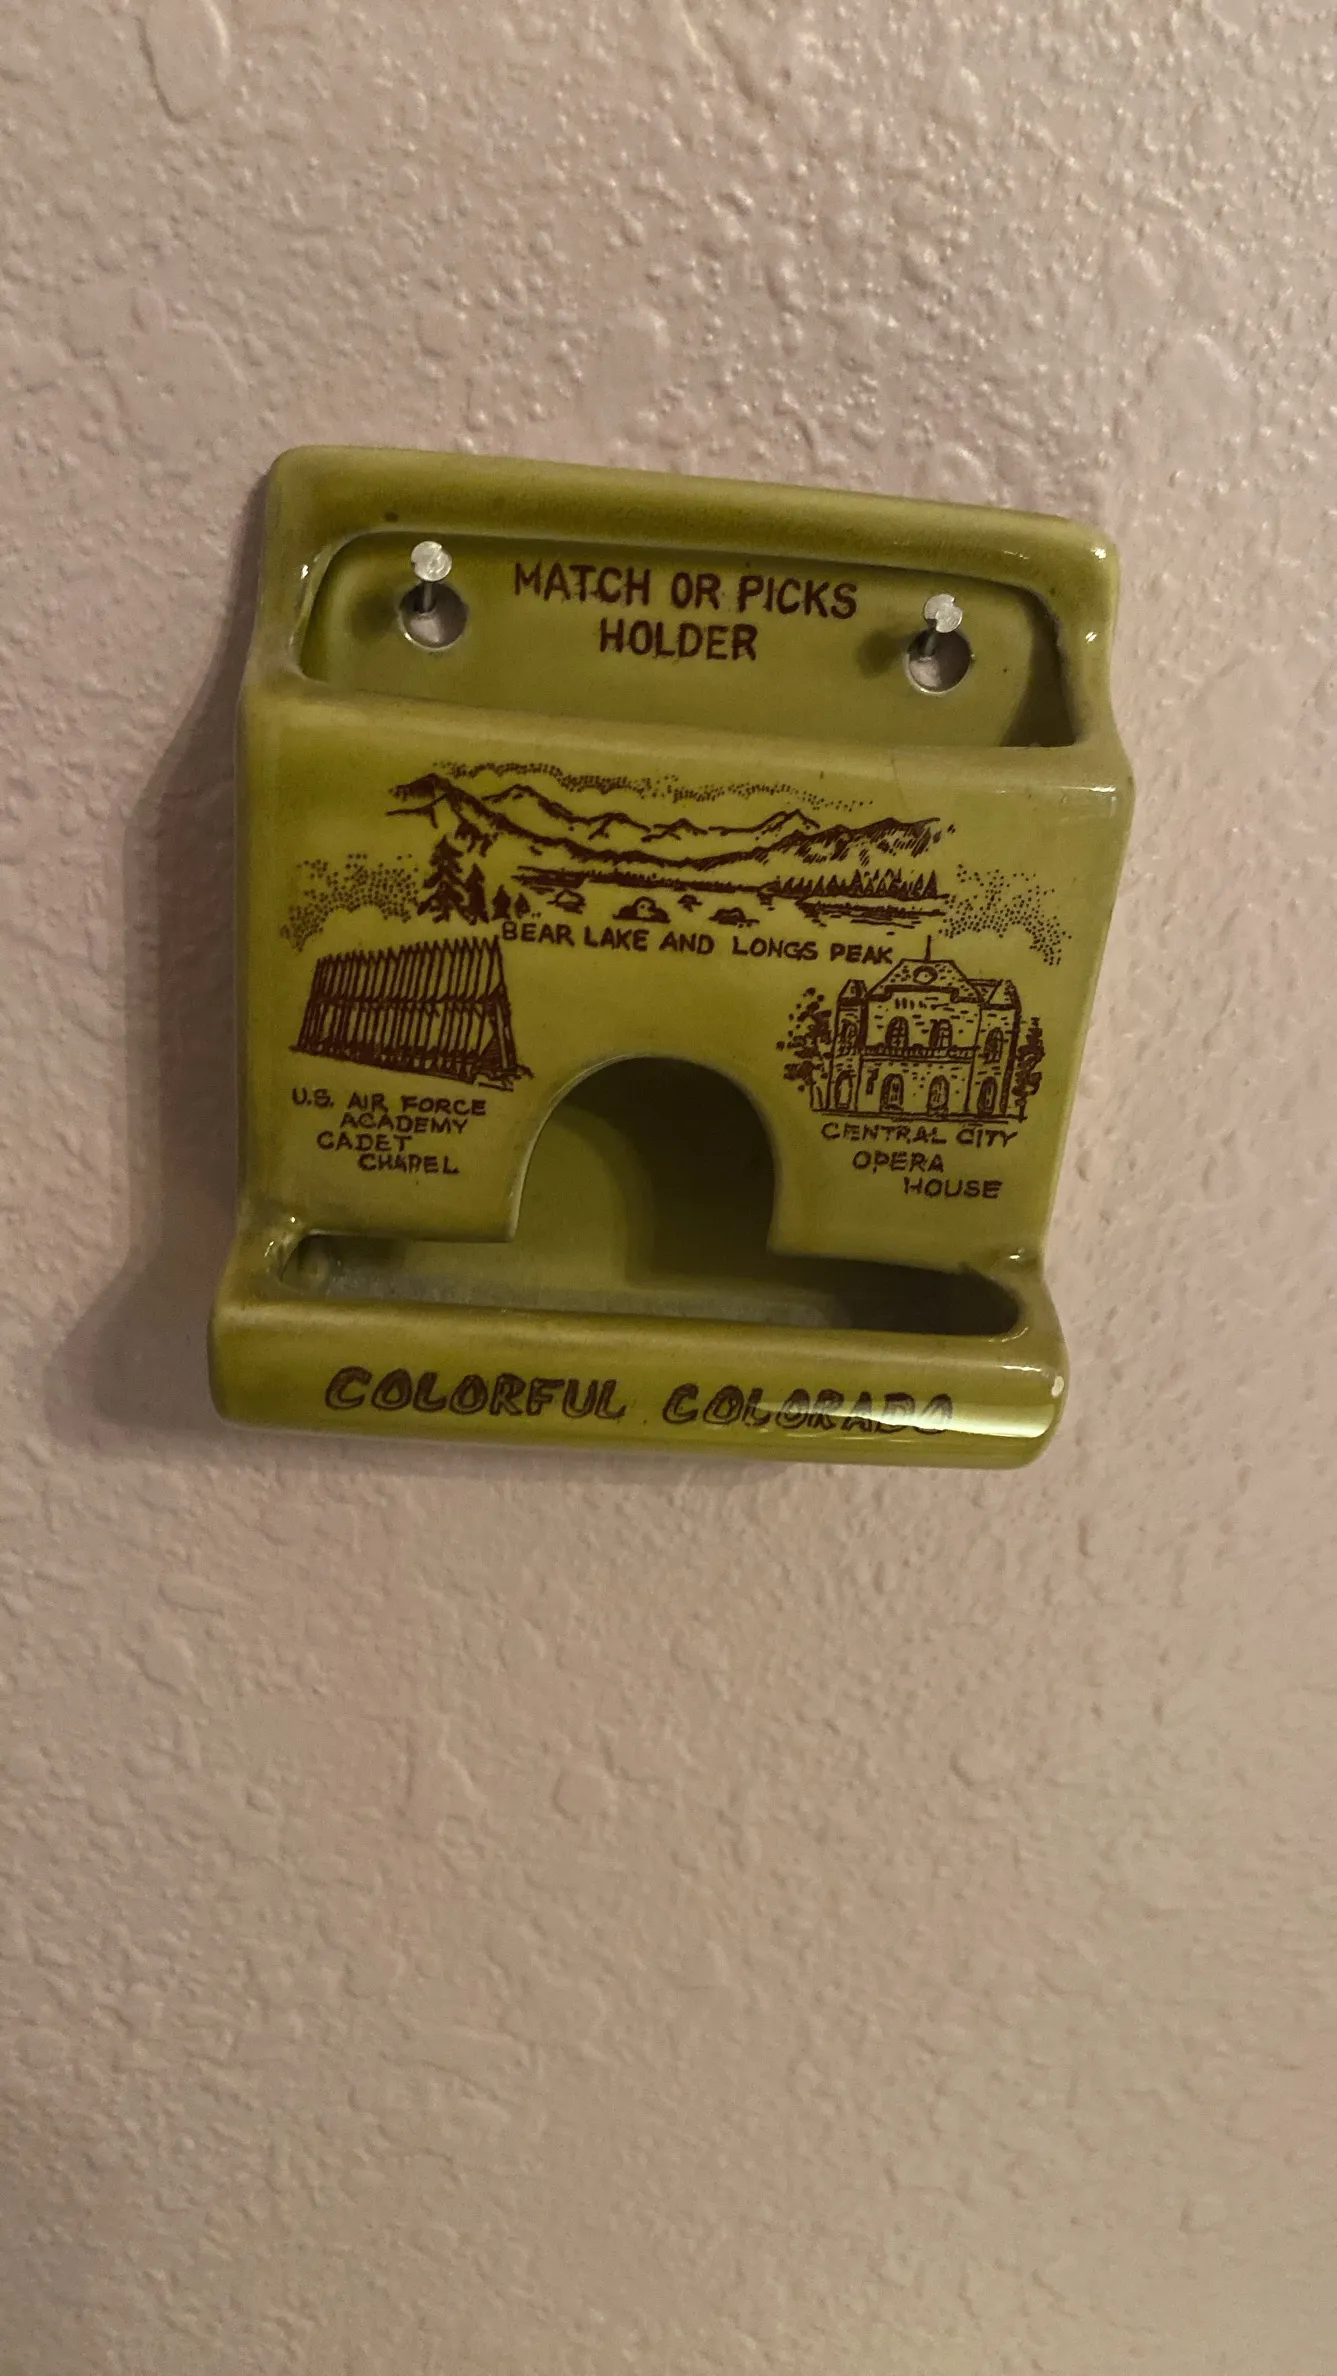 MATCH OR PICKS
HOLDER
BEAR LAKE AND LONGS PEAK
U.S. AIR FORCE
ACADEMY
CADET
CHAPEL
CENTRAL CITY
OPERA
HOUSE
COLORFUL COLORADO